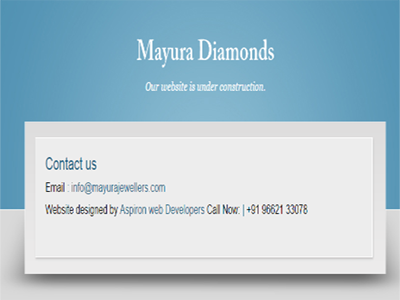 Mayura Diamonds
Our website is under construction.
Contact us
Email : info@mayurajewellers.com
Website designed by Aspiron web Developers Call Now: | +91 96621 33078